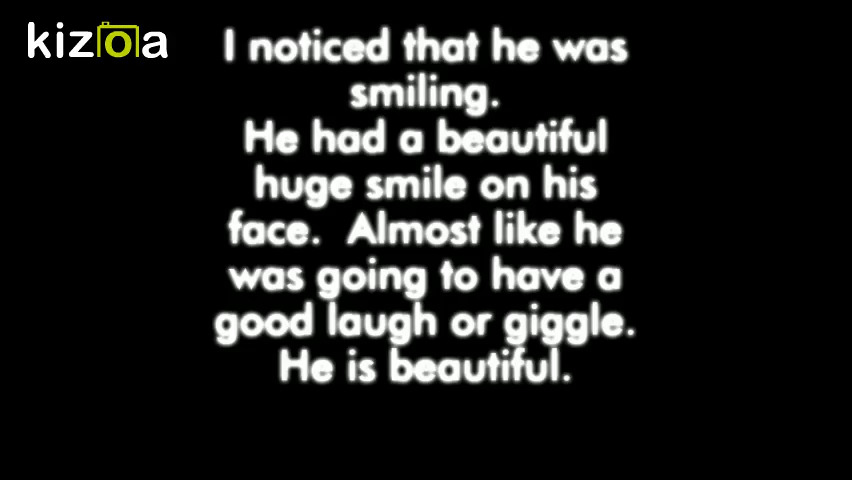 kizoa
I noticed that he was
smiling.
He had a beautiful
huge smile on his
face.  Almost like he
was going to have a
good laugh or giggle.
He is beautiful.